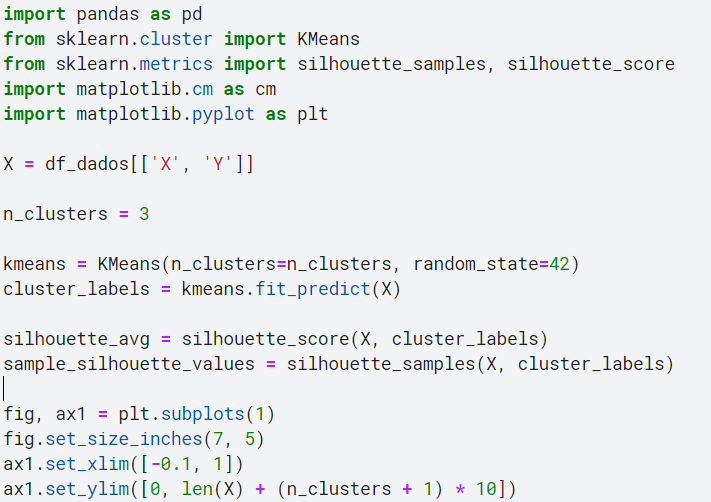 import pandas as pd
from sklearn.cluster import KMeans
from sklearn.metrics import silhouette_samples, silhouette_score
import matplotlib.cm as cm
import matplotlib.pyplot as plt
X = df_dados[['X', 'Y']]
n_clusters = 3
kmeans = KMeans(n_clusters=n_clusters, random_state=42)
cluster_labels = kmeans.fit_predict(X)
silhouette_avg = silhouette_score(X, cluster_labels)
sample_silhouette_values = silhouette_samples(X, cluster_labels)
fig, ax1 = plt.subplots(1)
fig.set_size_inches(7, 5)
ax1.set_xlim([-0.1, 1])
ax1.set_ylim([0, len(X) + (n_clusters + 1) * 10])